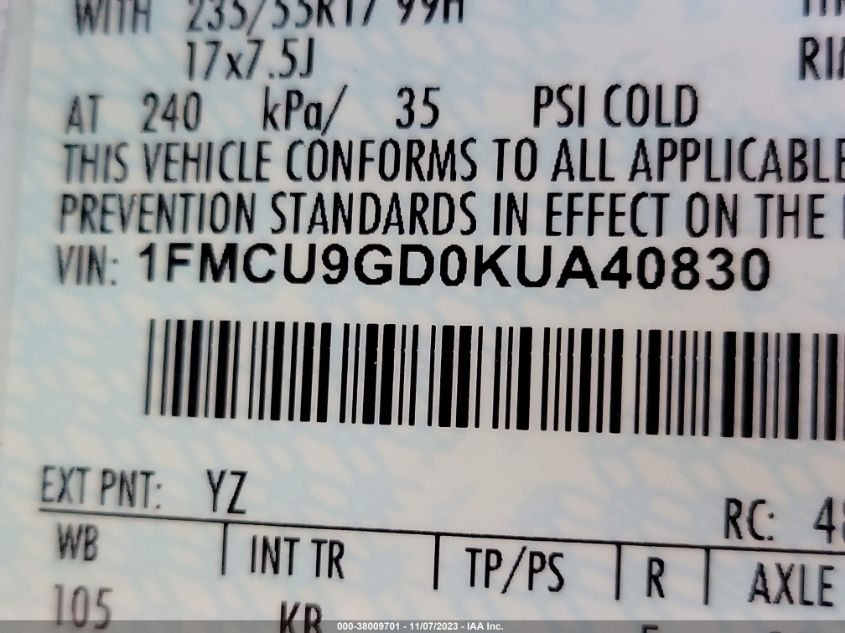 WITH 235/55R17 99H
17x7.5J
AT 240 kPa/ 35 PSI COLD
THIS VEHICLE CONFORMS TO ALL APPLICABLE
PREVENTION STANDARDS IN EFFECT ON THE
VIN: 1FMCU9GD0KUA40830
EXT PNT: YZ
RC: 48
WB INT TR TP/PS R AXLE
105 KB
000-38009701 - 11/07/2023 - IAA Inc.